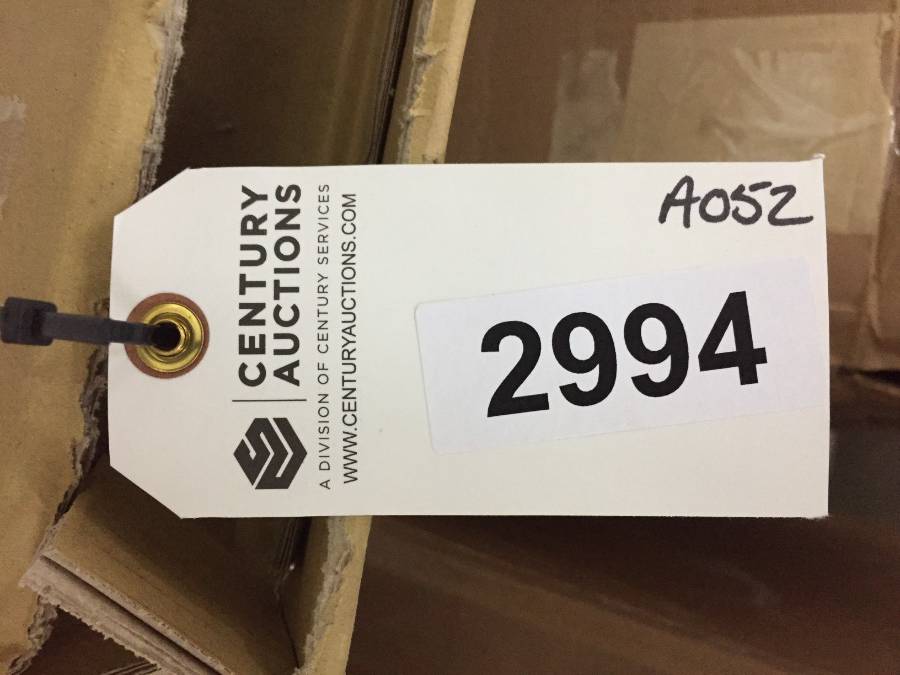 CENTURY
AUCTIONS
A DIVISION OF CENTURY SERVICES
WWW.CENTURYAUCTIONS.COM
A052
2994